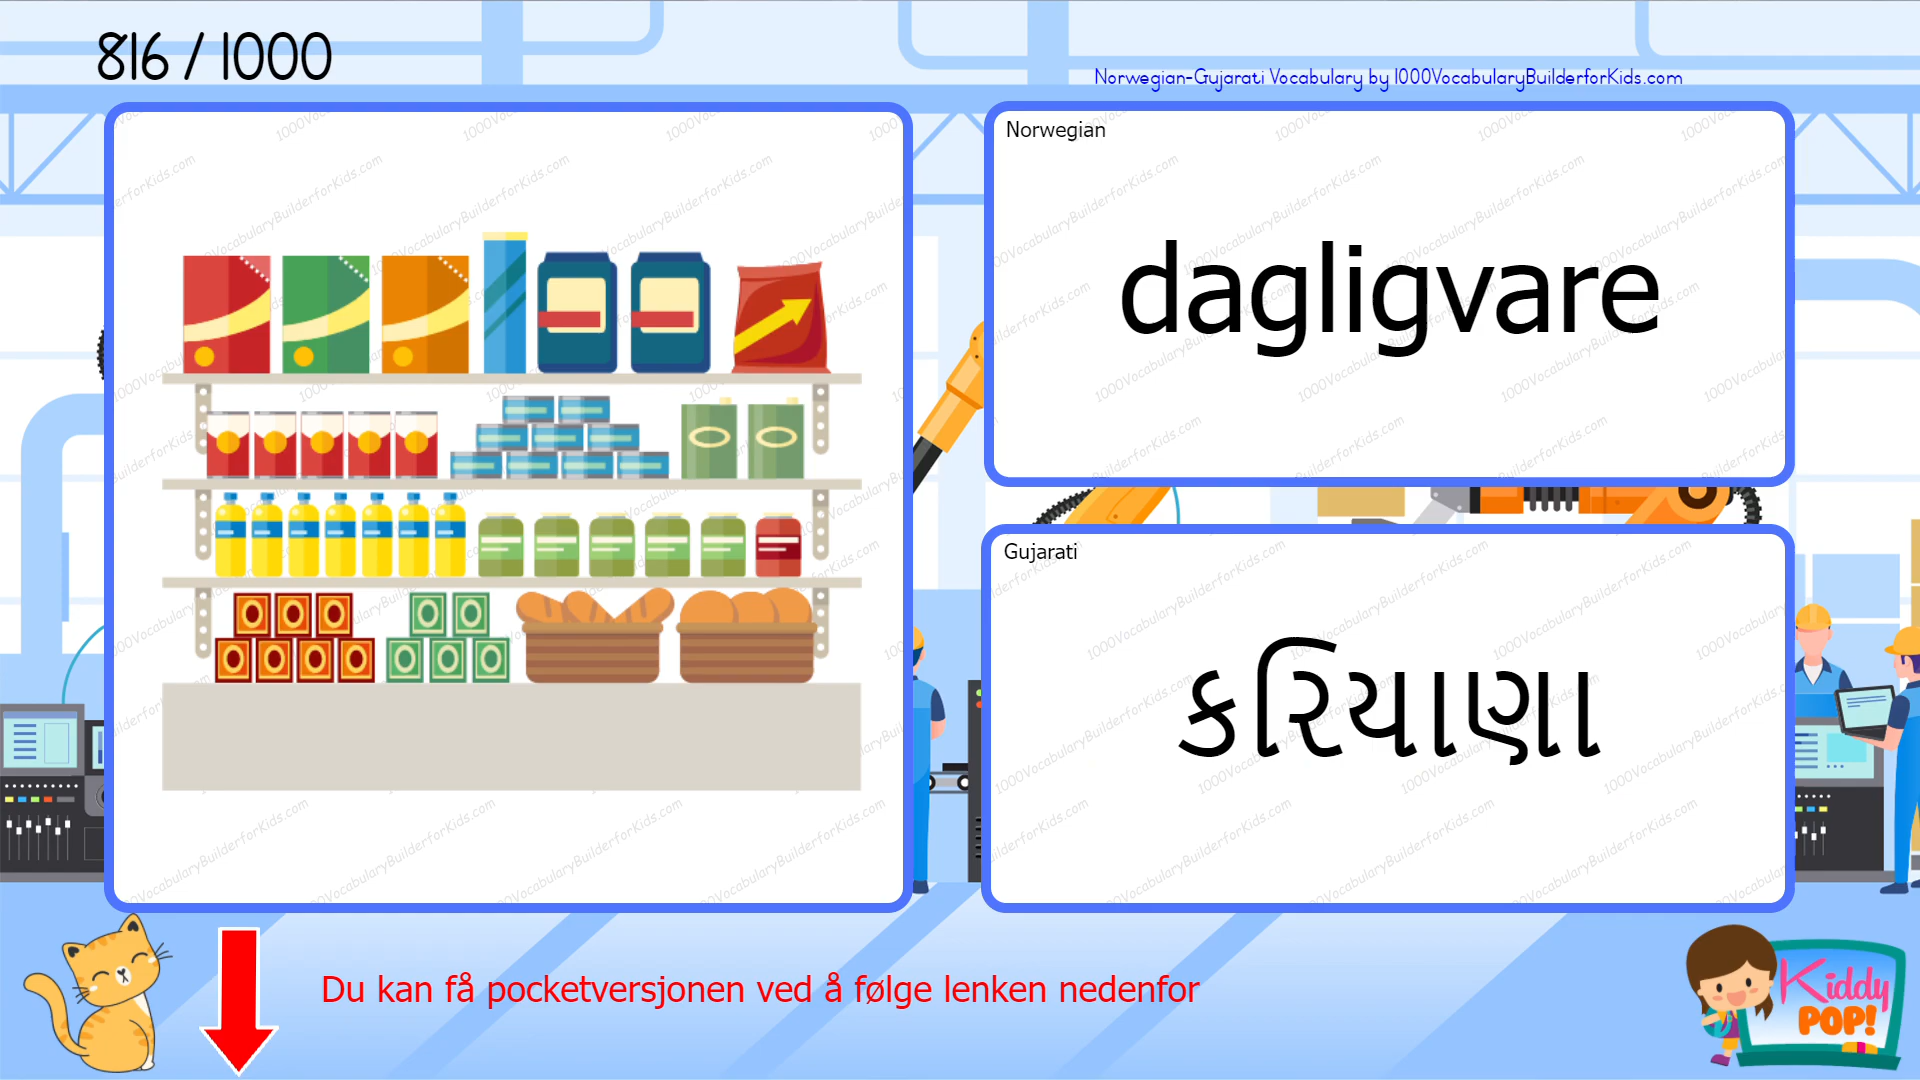 816 / 1000
Norwegian-Gujarati Vocabulary by 1000VocabularyBuilderforKids.com
Norwegian
dagligvare
Gujarati
કરિયાણા
Du kan få pocketversjonen ved å følge lenken nedenfor
Kiddy
POP!